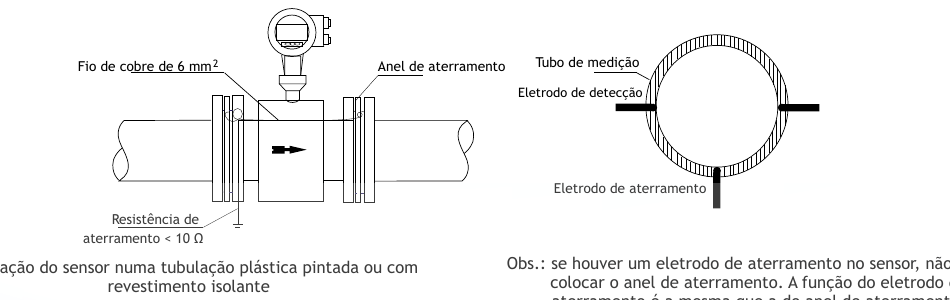 Fio de cobre de 6 mm²
Anel de aterramento
Resistência de
aterramento < 10 Ω
ação do sensor numa tubulação plástica pintada ou com
revestimento isolante
Tubo de medição
Eletrodo de detecção
Eletrodo de aterramento
Obs.: se houver um eletrodo de aterramento no sensor, não
colocar o anel de aterramento. A função do eletrodo
aterramento é a mesma que a do anel de aterramento